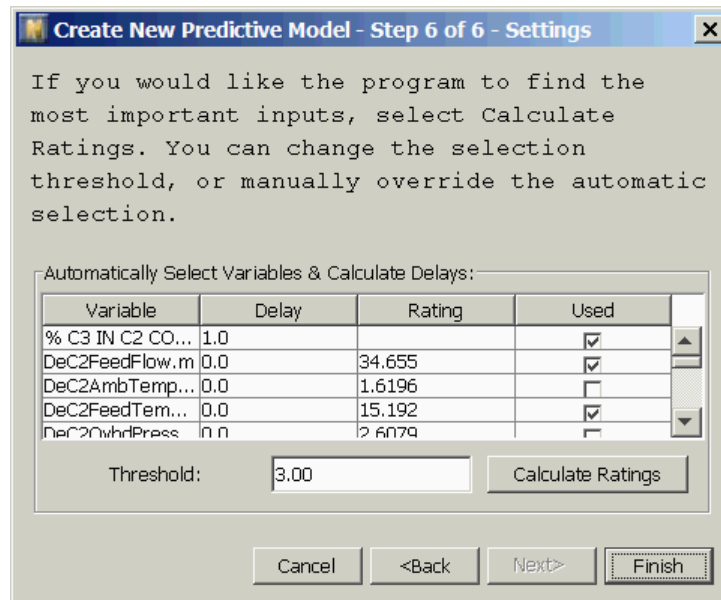 Create New Predictive Model - Step 6 of 6 - Settings
If you would like the program to find the
most important inputs, select Calculate
Ratings. You can change the selection
threshold, or manually override the automatic
selection.
Automatically Select Variables & Calculate Delays:
Variable Delay Rating Used
% C3 IN C2 CO... 1.0
DeC2FeedFlow.m 0.0 34.655
DeC2AmbTemp... 0.0 1.6196
DeC2FeedTem... 0.0 15.192
DeC2OvhdPress 0.0 2.6079
Threshold: 3.00 Calculate Ratings
Cancel <Back Next> Finish